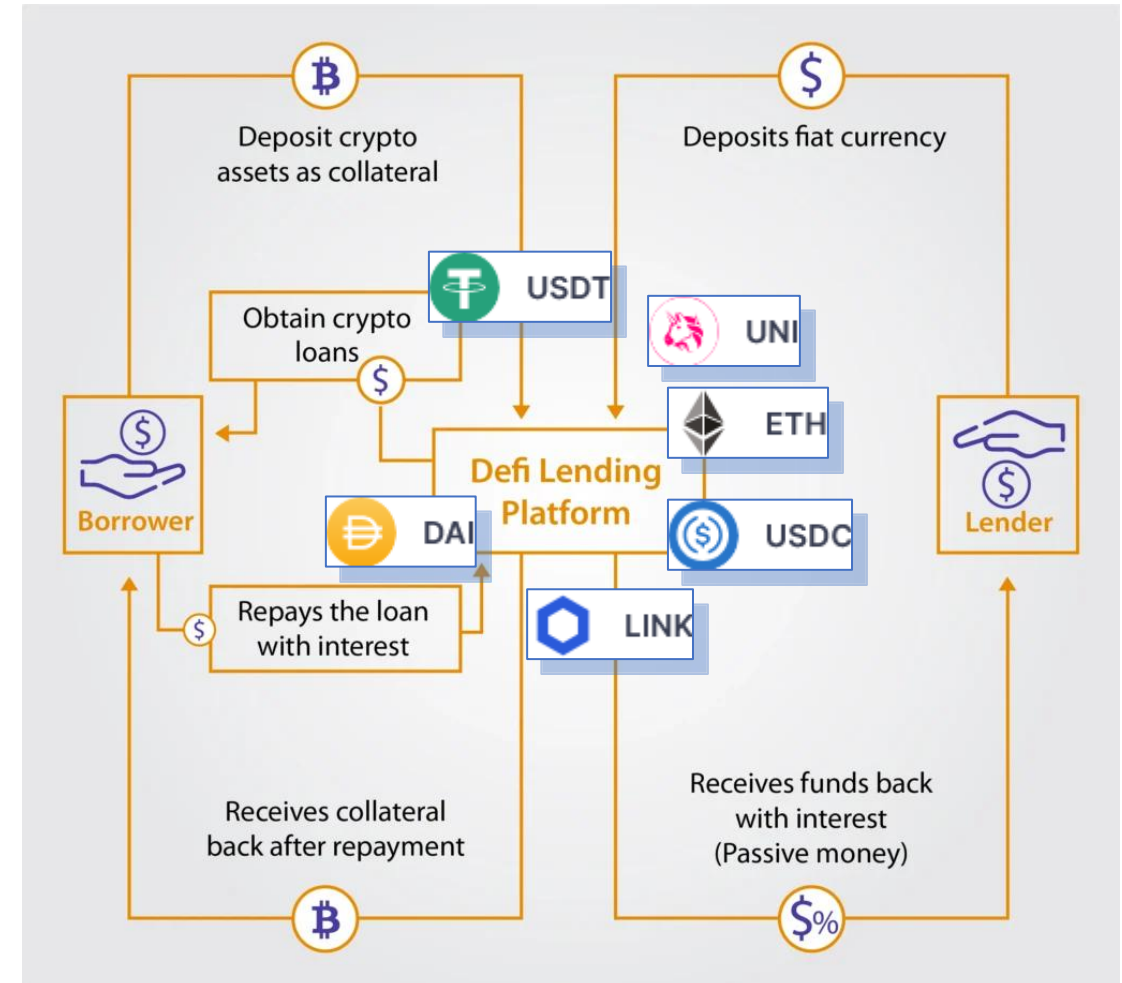 Deposit crypto
assets as collateral
Deposits fiat currency
USDT
Obtain crypto
loans
$
UNI
ETH
$
Borrower
Defi Lending
Platform
$
Lender
DAI
USDC
Repays the loan
with interest
$
LINK
Receives collateral
back after repayment
Receives funds back
with interest
(Passive money)
$%